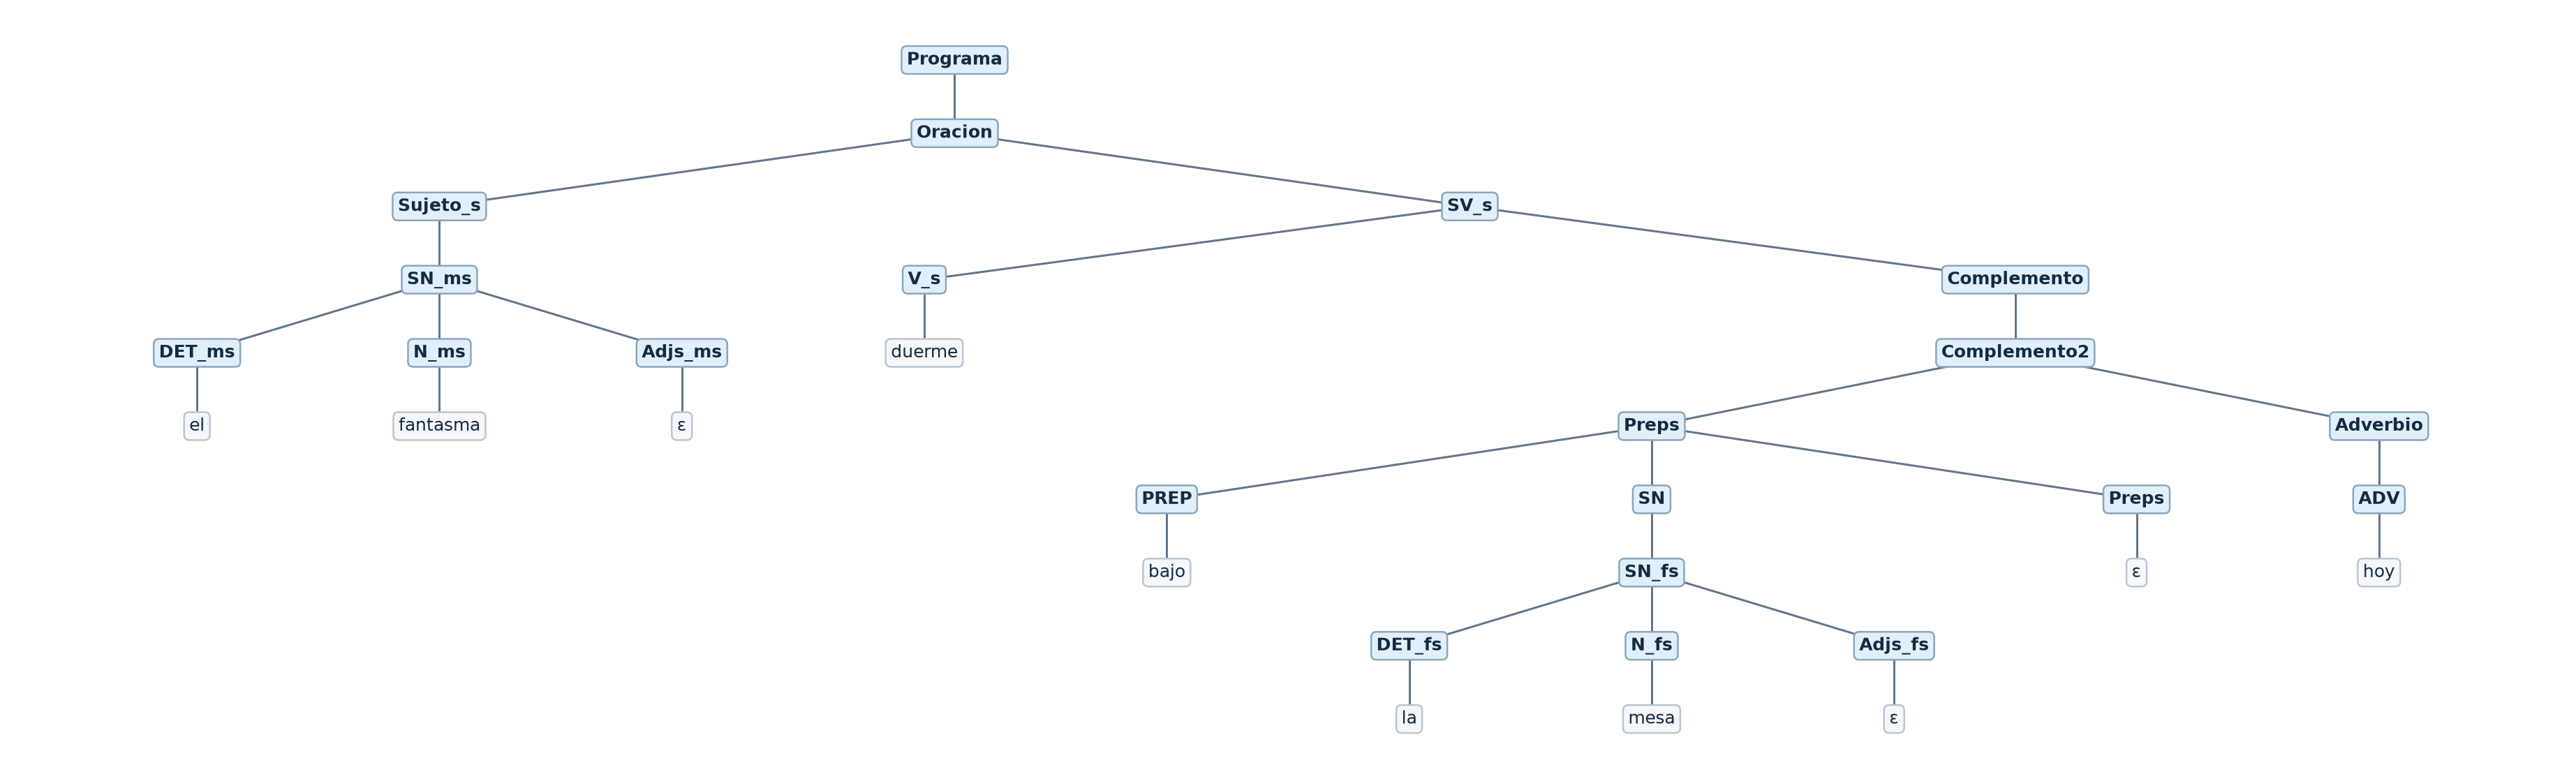 Programa
Oracion
Sujeto_s SV_s
SN_ms V_s Complemento
DET_ms N_ms Adjs_ms duerme Complemento2
el fantasma ε Preps Adverbio
PREP SN Preps ADV
bajo SN_fs ε hoy
DET_fs N_fs Adjs_fs
la mesa ε